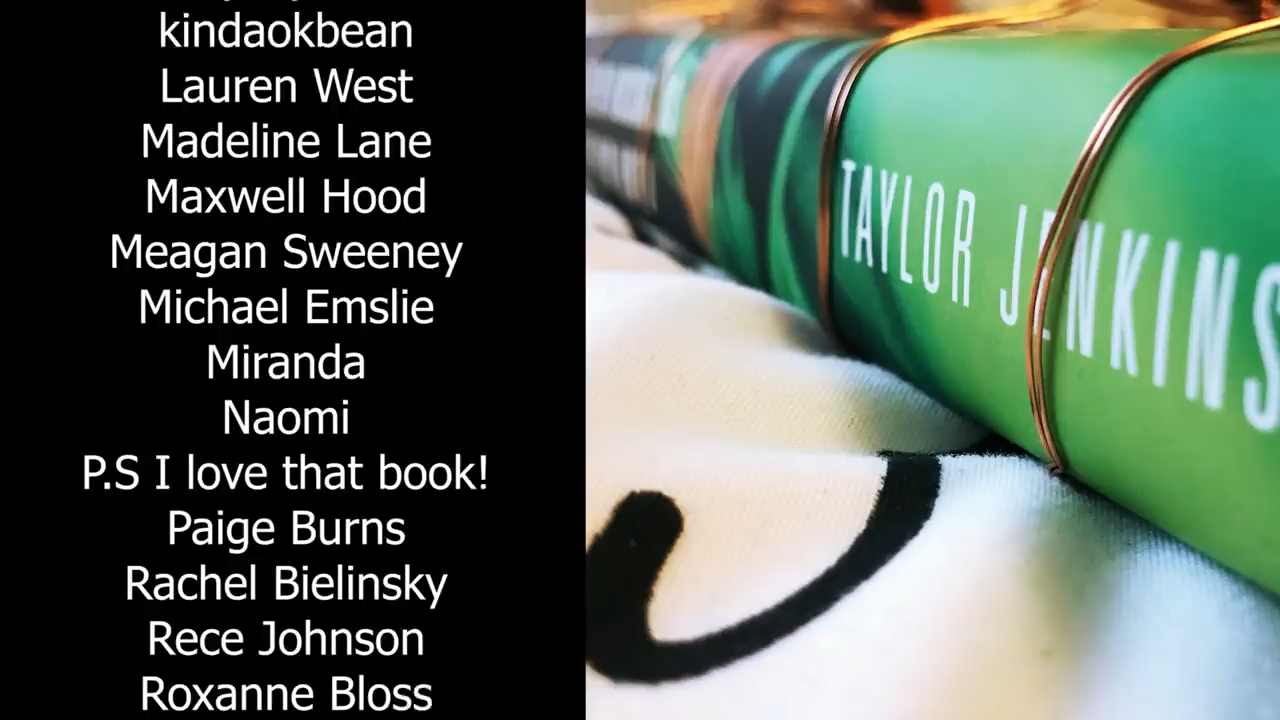 kindaokbean
Lauren West
Madeline Lane
Maxwell Hood
Meagan Sweeney
Michael Emslie
Miranda
Naomi
P.S I love that book!
Paige Burns
Rachel Bielinsky
Rece Johnson
Roxanne Bloss
TAYLOR JENKINS